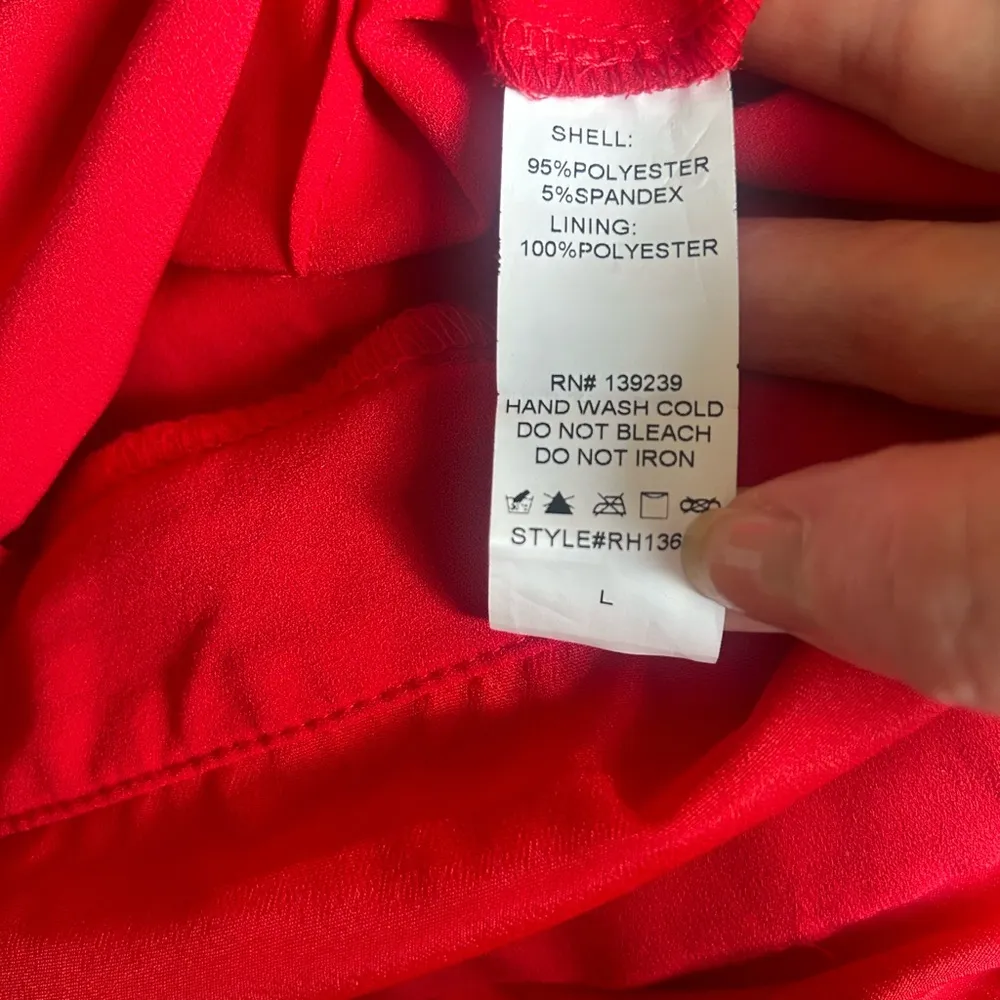 SHELL:
95%POLYESTER
5%SPANDEX
LINING:
100%POLYESTER
RN# 139239
HAND WASH COLD
DO NOT BLEACH
DO NOT IRON
STYLE#RH136
L